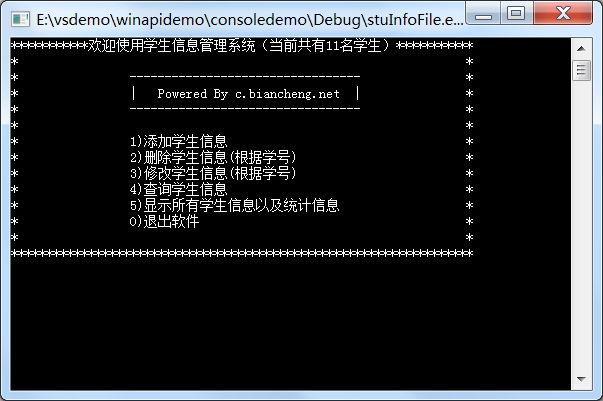 E:\vsdemo\winapidemo\consoledemo\Debug\stuInfoFile.e...
***********欢迎使用学生信息管理系统（当前共有11名学生）***********
* *
* --------------------------------- *
* | Powered By c.biancheng.net | *
* --------------------------------- *
* *
* 1)添加学生信息 *
* 2)删除学生信息(根据学号) *
* 3)修改学生信息(根据学号) *
* 4)查询学生信息 *
* 5)显示所有学生信息以及统计信息 *
* 0)退出软件 *
* *
******************************************************************